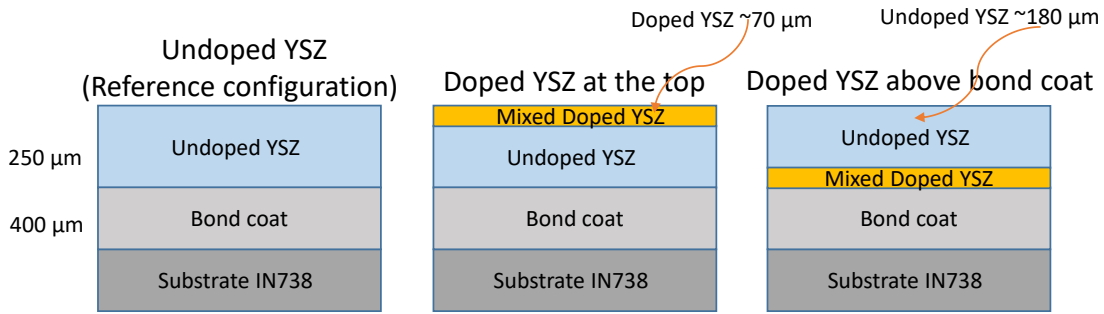 Doped YSZ ~70 µm
Undoped YSZ ~180 µm
Undoped YSZ
(Reference configuration)
Doped YSZ at the top
Doped YSZ above bond coat
250 µm
400 µm
Undoped YSZ
Bond coat
Substrate IN738
Mixed Doped YSZ
Undoped YSZ
Bond coat
Substrate IN738
Undoped YSZ
Mixed Doped YSZ
Bond coat
Substrate IN738